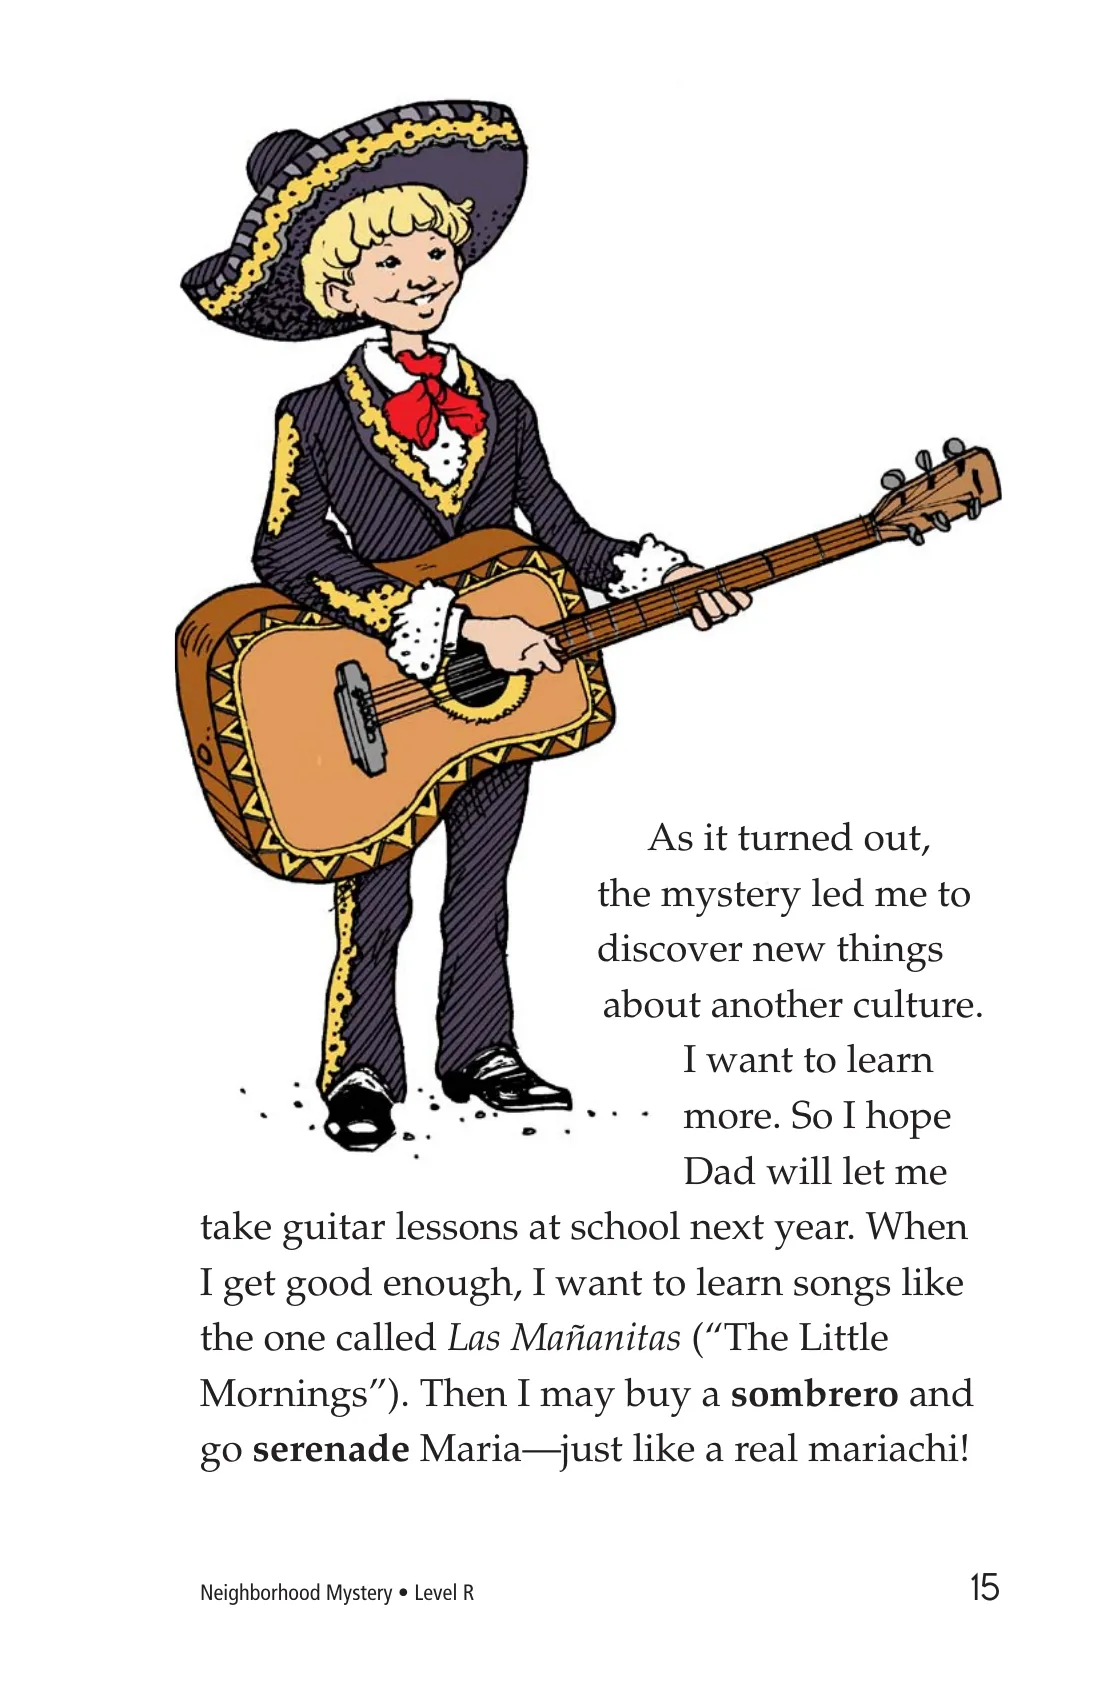 As it turned out,
the mystery led me to
discover new things
about another culture.
I want to learn
more. So I hope
Dad will let me
take guitar lessons at school next year. When
I get good enough, I want to learn songs like
the one called Las Mañanitas (“The Little
Mornings”). Then I may buy a sombrero and
go serenade Maria—just like a real mariachi!
Neighborhood Mystery • Level R 15